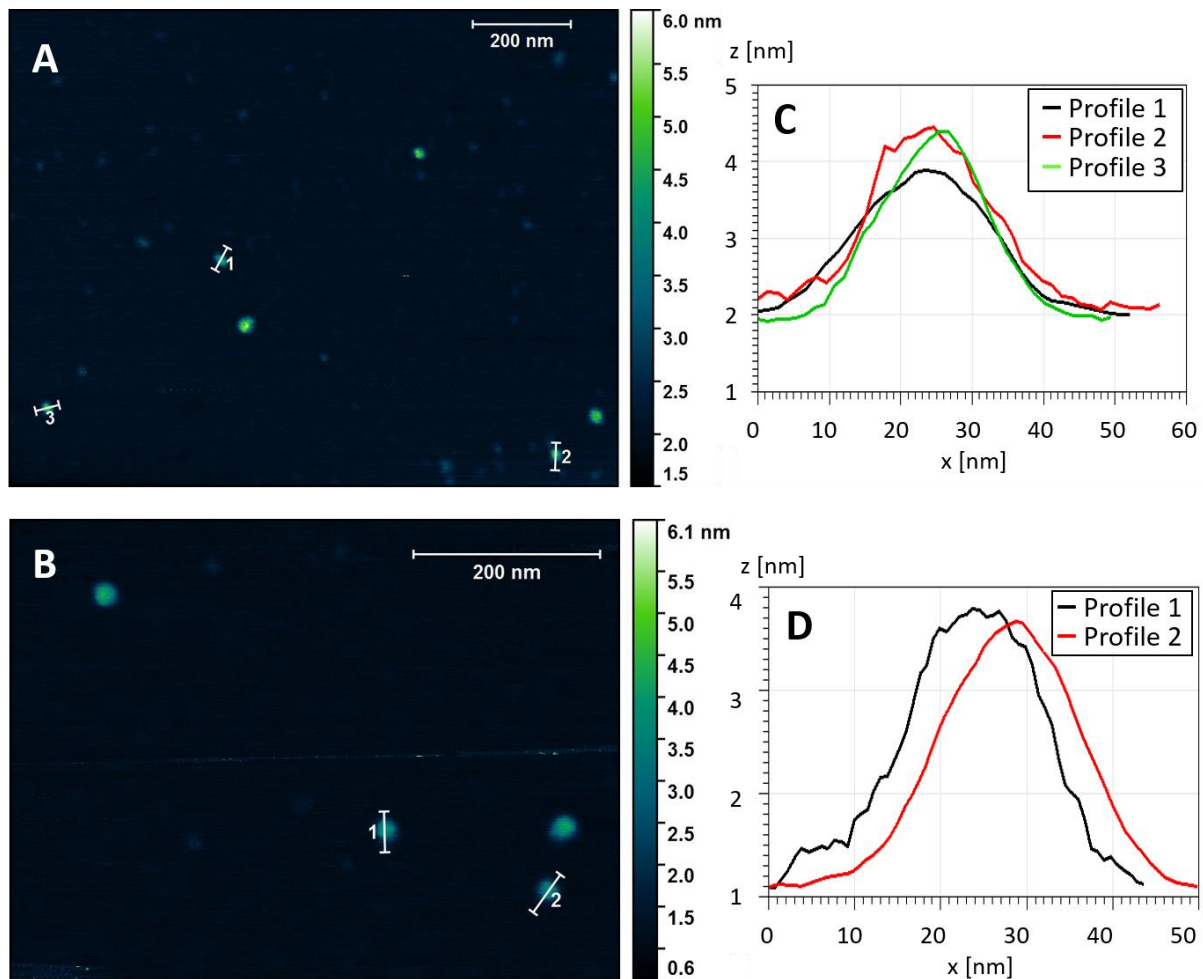 A
200 nm
1
2
3
6.0 nm
5.5
5.0
4.5
4.0
3.5
3.0
2.5
2.0
1.5
z [nm]
C
Profile 1
Profile 2
Profile 3
5
4
3
2
1
0 10 20 30 40 50 60
x [nm]
B
200 nm
1
2
6.1 nm
5.5
5.0
4.5
4.0
3.5
3.0
2.5
2.0
1.5
0.6
z [nm]
D
Profile 1
Profile 2
4
3
2
1
0 10 20 30 40 50
x [nm]